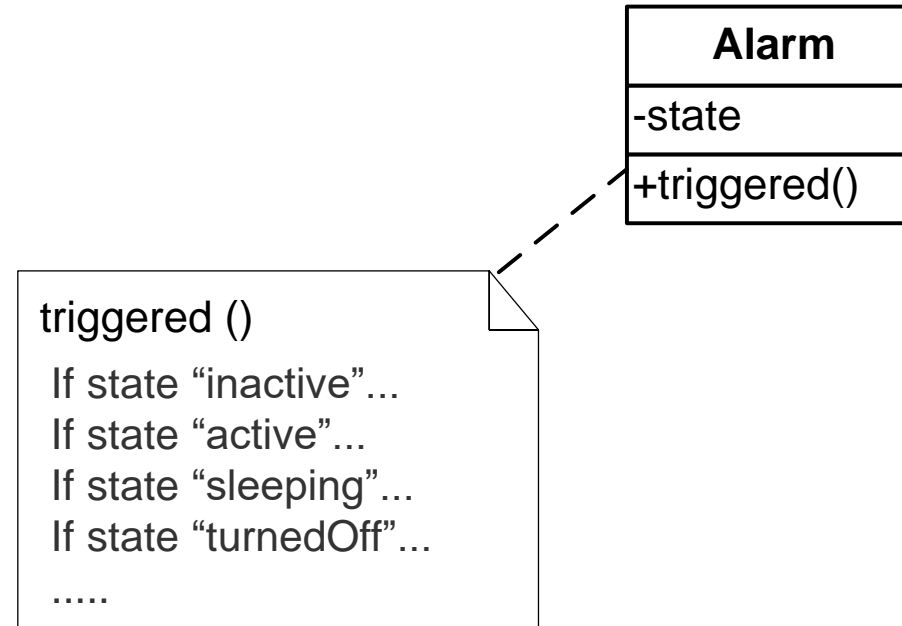 Alarm
-state
+triggered()
triggered ()
If state “inactive”...
If state “active”...
If state “sleeping”...
If state “turnedOff”...
.....